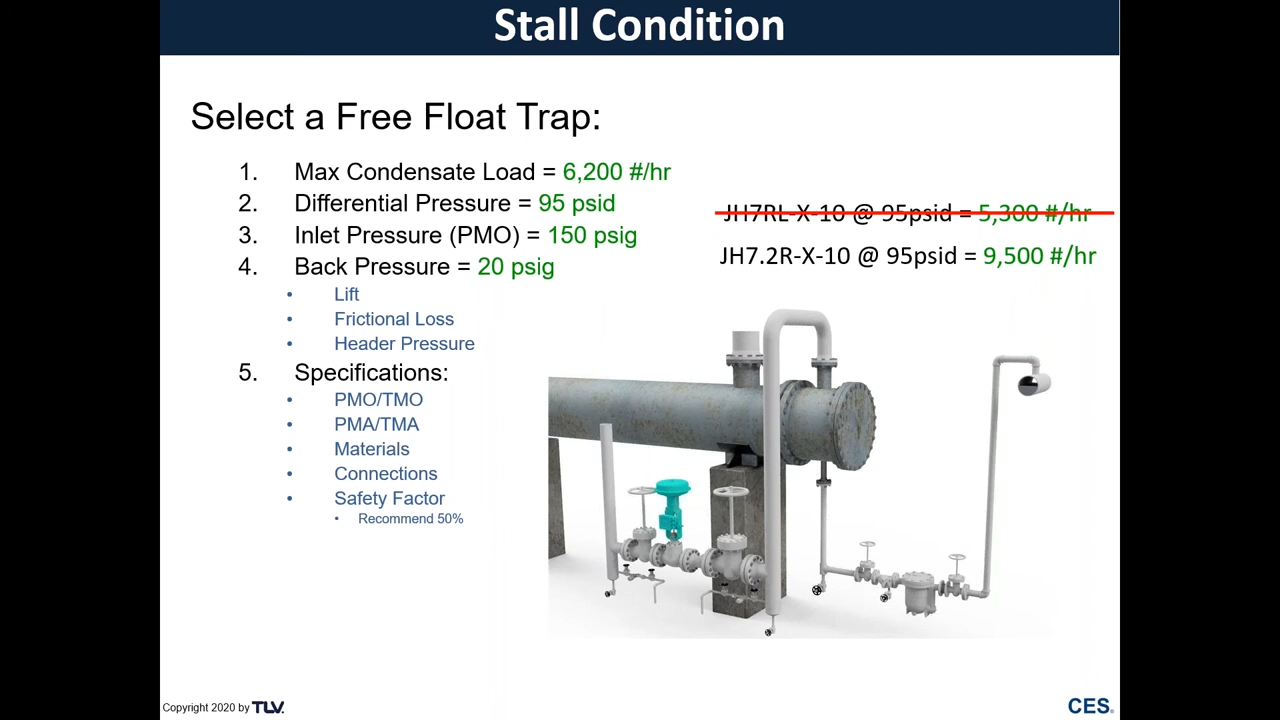 Stall Condition
Select a Free Float Trap:
1. Max Condensate Load = 6,200 #/hr
2. Differential Pressure = 95 psid
3. Inlet Pressure (PMO) = 150 psig
4. Back Pressure = 20 psig
• Lift
• Frictional Loss
• Header Pressure
5. Specifications:
• PMO/TMO
• PMA/TMA
• Materials
• Connections
• Safety Factor
• Recommend 50%
JH7RL-X-10 @ 95psid = 5,300 #/hr
JH7.2R-X-10 @ 95psid = 9,500 #/hr
Copyright 2020 by TLV.
CES